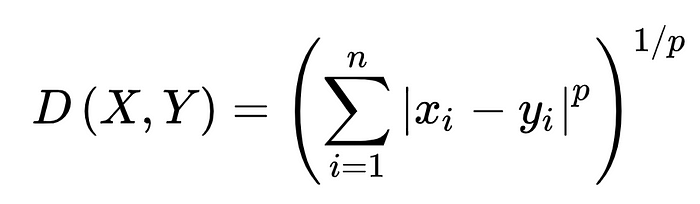 D (X, Y) = (∑_{i=1}^{n} |x_i − y_i|^p)^{1/p}